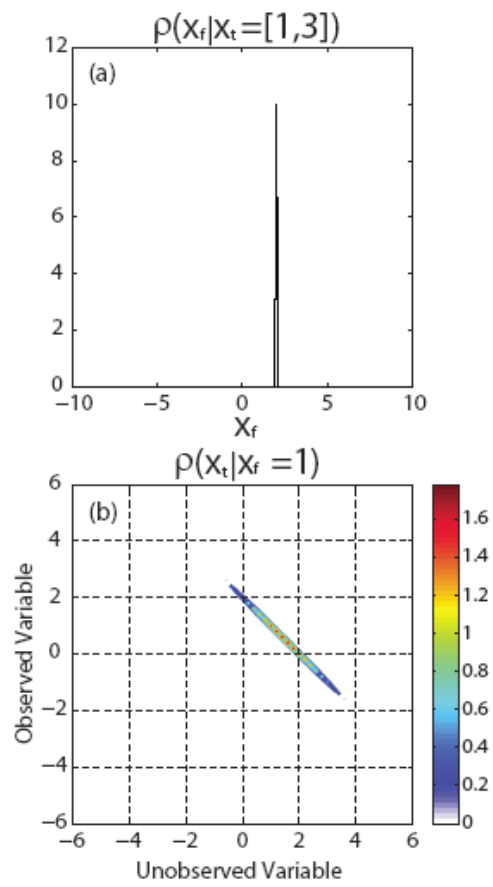 ρ(x_f|x_t=[1,3])
(a)
12
10
8
6
4
2
0
−10 −5 0 5 10
X_f
ρ(x_t|x_f =1)
(b)
6
4
2
0
−2
−4
−6
−6 −4 −2 0 2 4 6
Observed Variable
Unobserved Variable
1.6
1.4
1.2
1
0.8
0.6
0.4
0.2
0